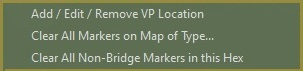 Add / Edit / Remove VP Location
Clear All Markers on Map of Type...
Clear All Non-Bridge Markers in this Hex